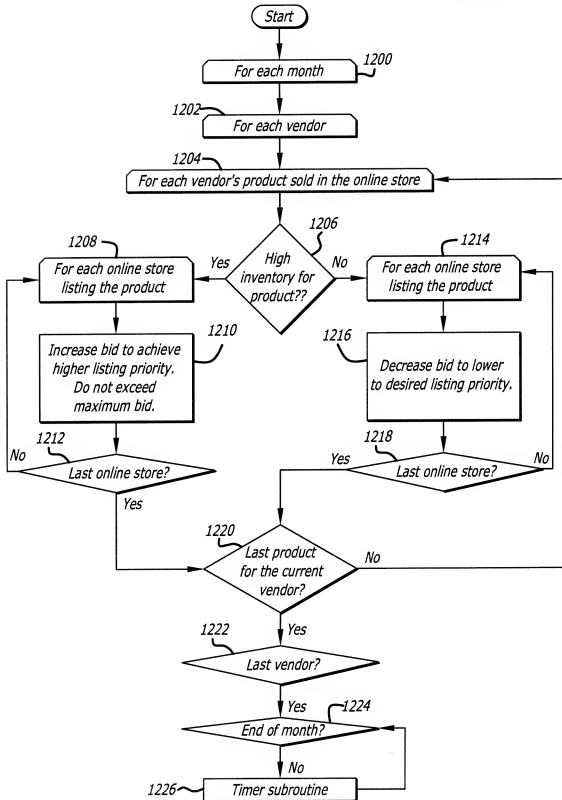 Start
For each month
1200
1202
For each vendor
1204
For each vendor's product sold in the online store
1206
High
inventory for
product??
Yes
No
1208
For each online store
listing the product
1214
For each online store
listing the product
1210
Increase bid to achieve
higher listing priority.
Do not exceed
maximum bid.
1216
Decrease bid to lower
to desired listing priority.
1212
Last online store?
No
Yes
1218
Last online store?
Yes
No
1220
Last product
for the current
vendor?
No
Yes
1222
Last vendor?
Yes
1224
End of month?
No
1226
Timer subroutine